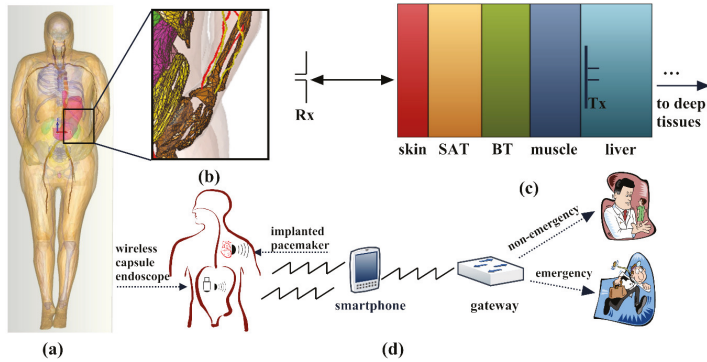 (b)
Rx
Tx
...
to deep
tissues
skin SAT BT muscle liver
(c)
wireless
capsule
endoscope
implanted
pacemaker
smartphone
gateway
non-emergency
emergency
(a)
(d)